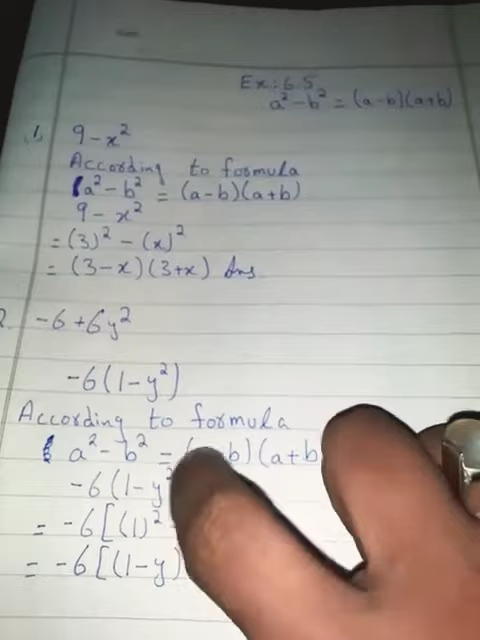 Ex: 6.5
a² - b² = (a-b)(a+b)
1. 9 - x²
According to formula
a² - b² = (a-b)(a+b)
9 - x²
= (3)² - (x)²
= (3-x)(3+x) Ans
2. -6 + 6y²
-6(1-y²)
According to formula
a² - b² = b)(a+b
-6(1-y²
= -6[(1)²
= -6[(1-y)